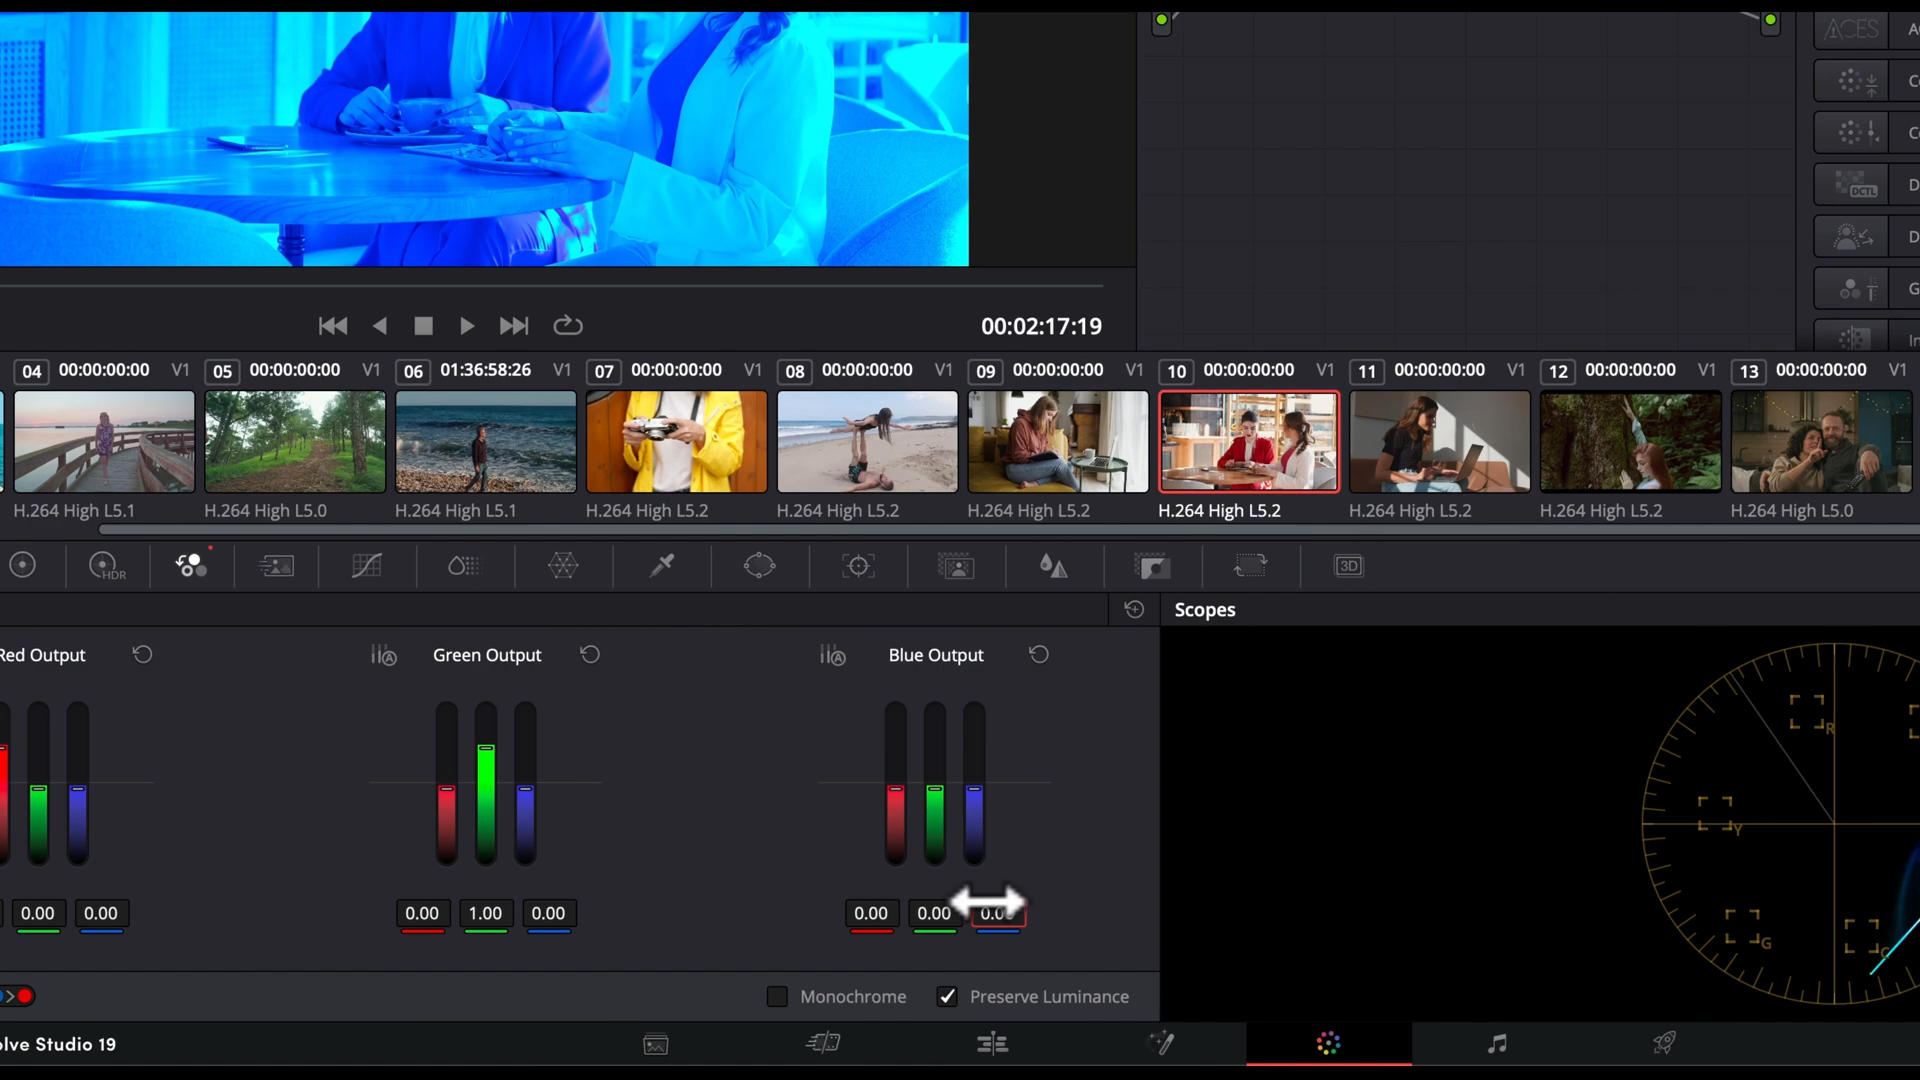 ACES
DCTL
00:02:17:19
04 00:00:00:00 V1
05 00:00:00:00 V1
06 01:36:58:26 V1
07 00:00:00:00 V1
08 00:00:00:00 V1
09 00:00:00:00 V1
10 00:00:00:00 V1
11 00:00:00:00 V1
12 00:00:00:00 V1
13 00:00:00:00 V1
H.264 High L5.1
H.264 High L5.0
H.264 High L5.1
H.264 High L5.2
H.264 High L5.2
H.264 High L5.2
H.264 High L5.2
H.264 High L5.2
H.264 High L5.2
H.264 High L5.0
HDR
3D
Scopes
Red Output
Green Output
Blue Output
R
Y
G
C
0.00 0.00
0.00 1.00 0.00
0.00 0.00
Monochrome
Preserve Luminance
lve Studio 19